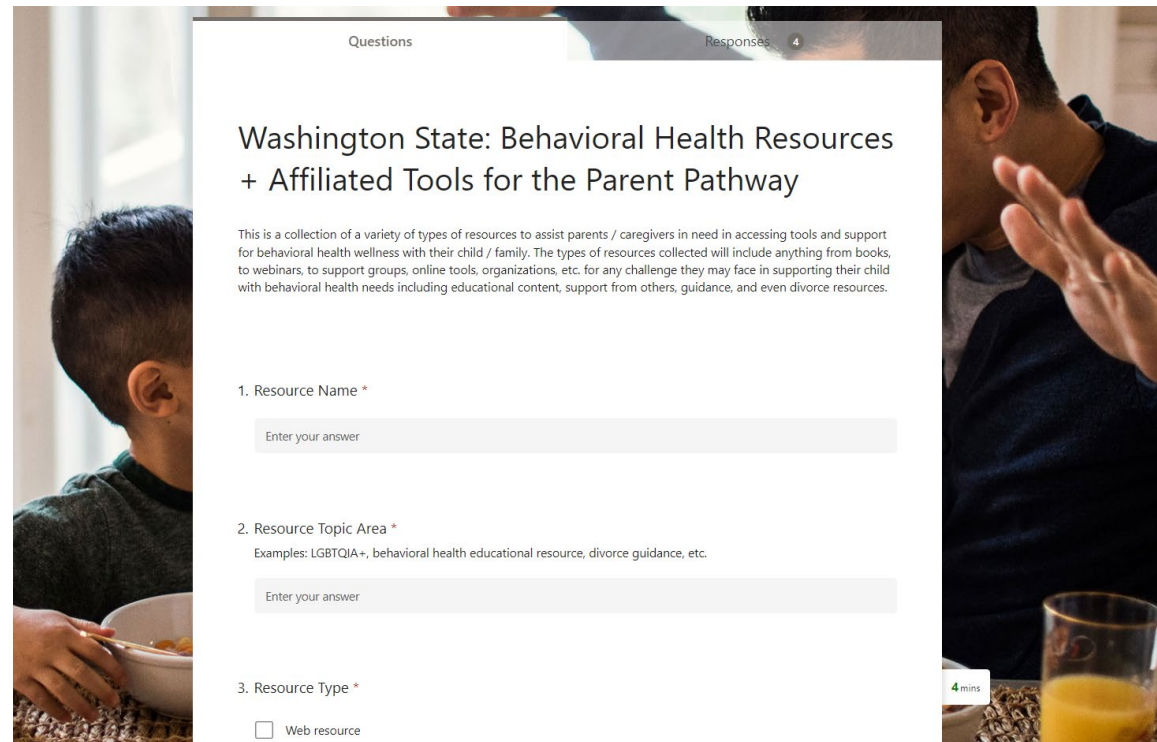 Questions
Responses 4
Washington State: Behavioral Health Resources
+ Affiliated Tools for the Parent Pathway
This is a collection of a variety of types of resources to assist parents / caregivers in need in accessing tools and support
for behavioral health wellness with their child / family. The types of resources collected will include anything from books,
to webinars, to support groups, online tools, organizations, etc. for any challenge they may face in supporting their child
with behavioral health needs including educational content, support from others, guidance, and even divorce resources.
1. Resource Name *
Enter your answer
2. Resource Topic Area *
Examples: LGBTQIA+, behavioral health educational resource, divorce guidance, etc.
Enter your answer
3. Resource Type *
4 mins
Web resource